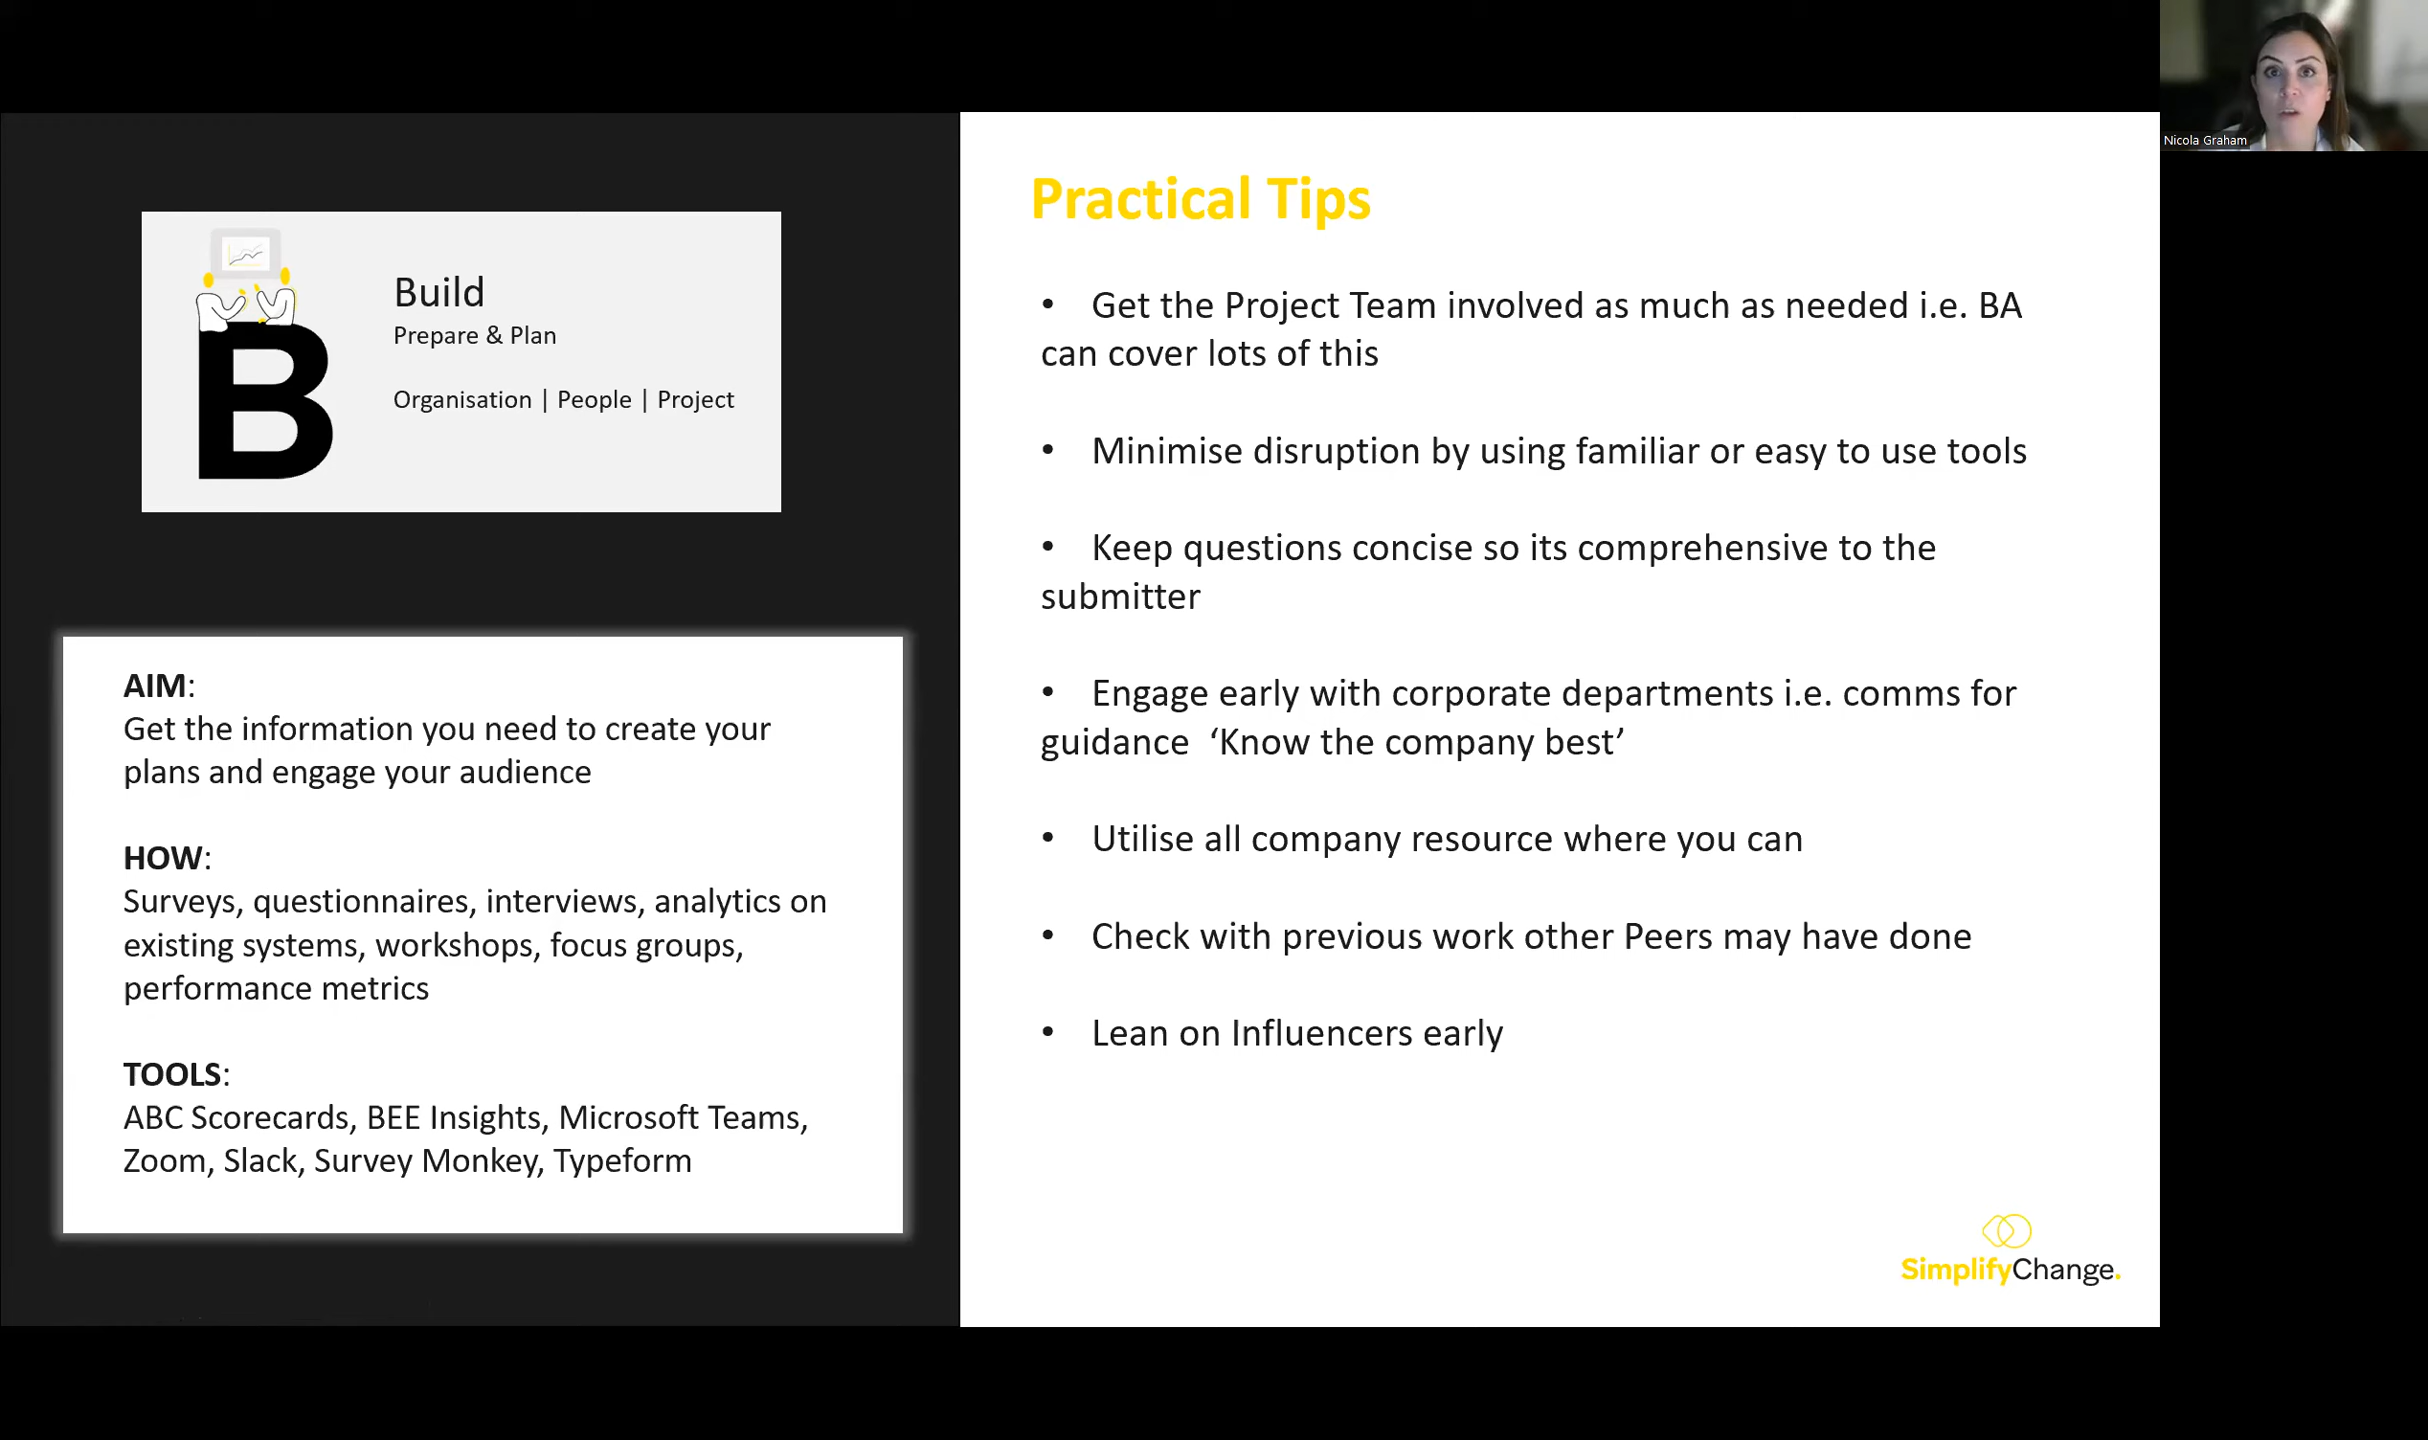 Nicola Graham
B
Build
Prepare & Plan
Organisation | People | Project
AIM:
Get the information you need to create your
plans and engage your audience
HOW:
Surveys, questionnaires, interviews, analytics on
existing systems, workshops, focus groups,
performance metrics
TOOLS:
ABC Scorecards, BEE Insights, Microsoft Teams,
Zoom, Slack, Survey Monkey, Typeform
Practical Tips
• Get the Project Team involved as much as needed i.e. BA
can cover lots of this
• Minimise disruption by using familiar or easy to use tools
• Keep questions concise so its comprehensive to the
submitter
• Engage early with corporate departments i.e. comms for
guidance  ‘Know the company best’
• Utilise all company resource where you can
• Check with previous work other Peers may have done
• Lean on Influencers early
SimplifyChange.